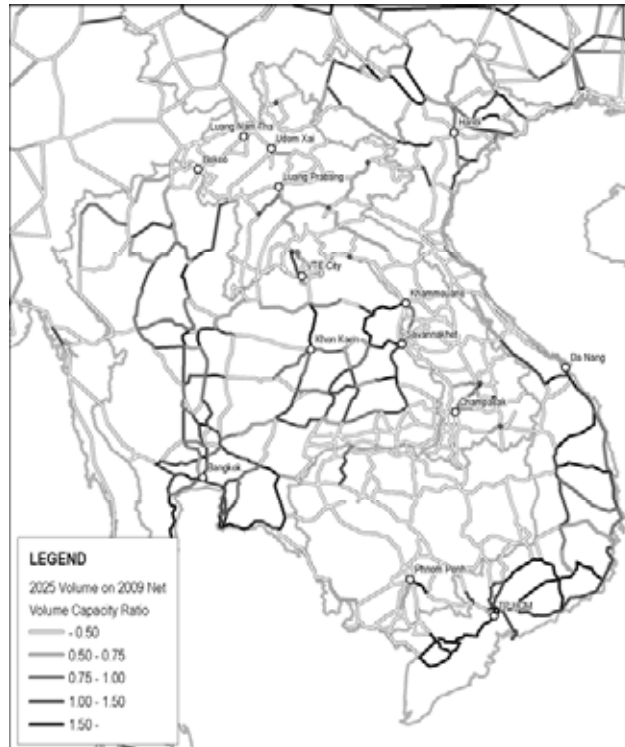 Hanoi
Luang Nam Tha
Udom Xai
Bokeo
Luang Prabang
VTE City
Khammouane
Savannakhet
Khon Kaen
Da Nang
Champasak
Bangkok
Phnom Penh
LEGEND
2025 Volume on 2009 Net
Volume Capacity Ratio
- 0.50
0.50 - 0.75
0.75 - 1.00
1.00 - 1.50
1.50 -